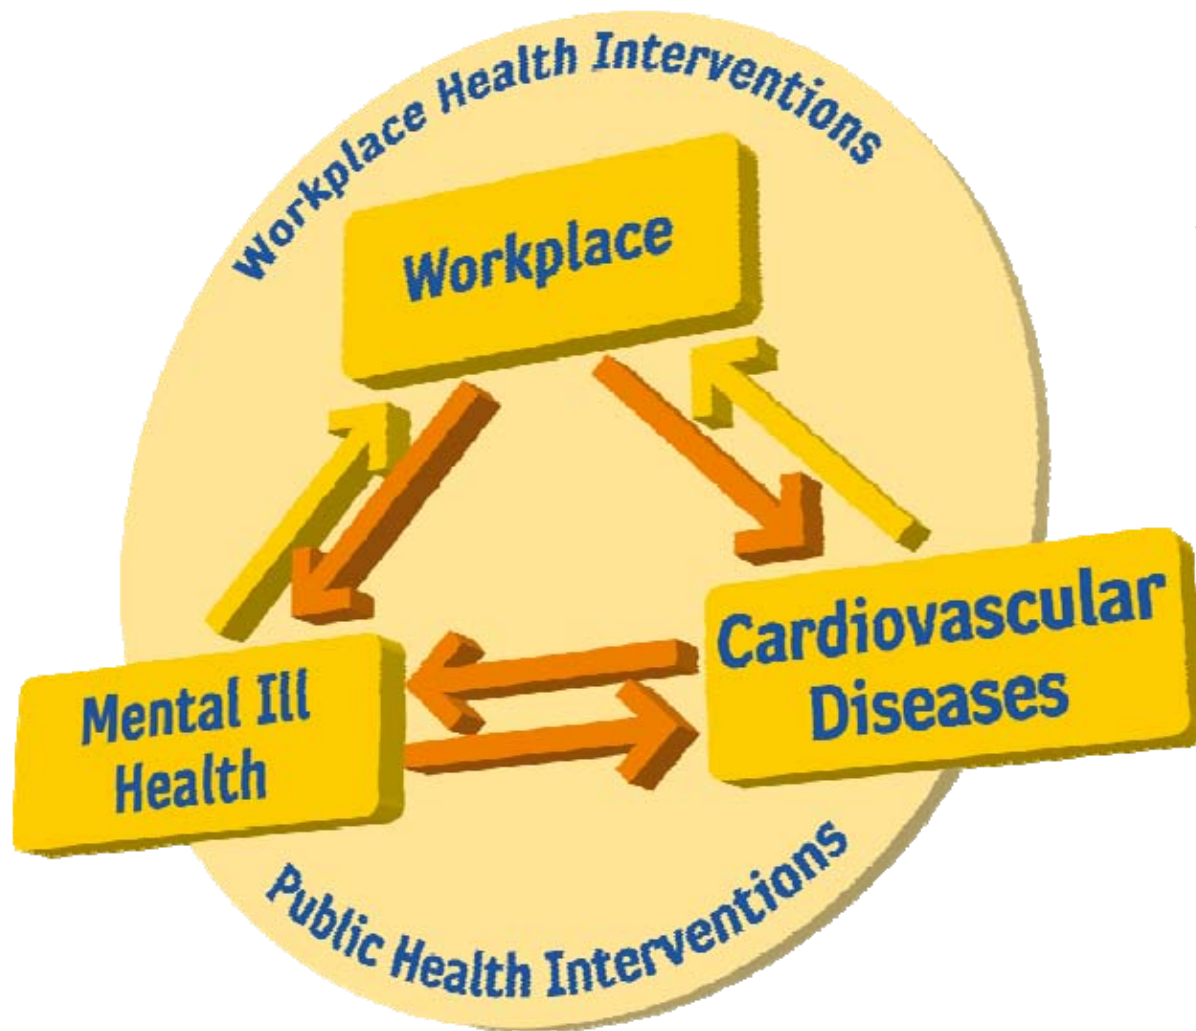 Workplace Health Interventions
Workplace
Cardiovascular
Diseases
Mental Ill
Health
Public Health Interventions